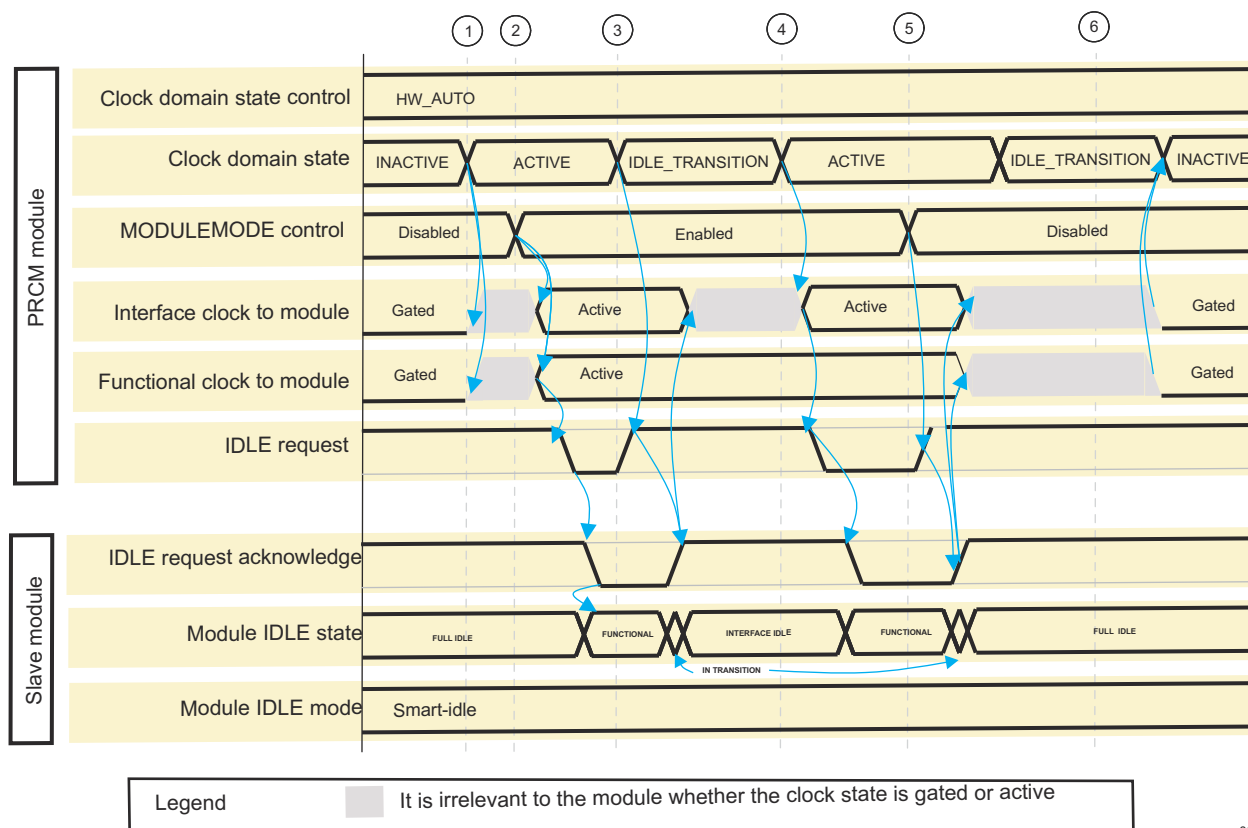 1 2 3 4 5 6
PRCM module
Clock domain state control
HW_AUTO
Clock domain state
INACTIVE ACTIVE IDLE_TRANSITION ACTIVE IDLE_TRANSITION INACTIVE
MODULEMODE control
Disabled Enabled Disabled
Interface clock to module
Gated Active Active Gated
Functional clock to module
Gated Active Gated
IDLE request
Slave module
IDLE request acknowledge
Module IDLE state
FULL IDLE FUNCTIONAL INTERFACE IDLE FUNCTIONAL FULL IDLE
IN TRANSITION
Module IDLE mode
Smart-idle
Legend
It is irrelevant to the module whether the clock state is gated or active